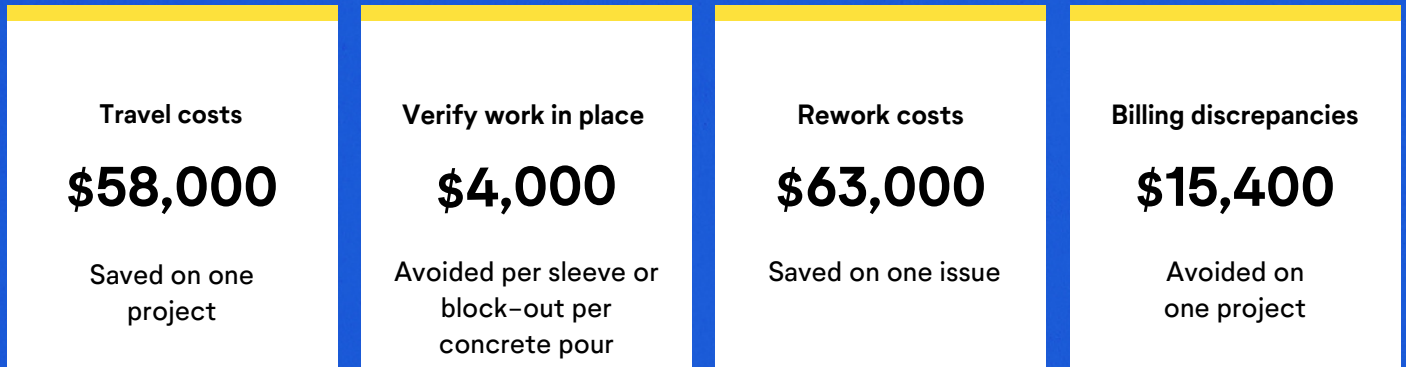 Travel costs
$58,000
Saved on one
project
Verify work in place
$4,000
Avoided per sleeve or
block-out per
concrete pour
Rework costs
$63,000
Saved on one issue
Billing discrepancies
$15,400
Avoided on
one project